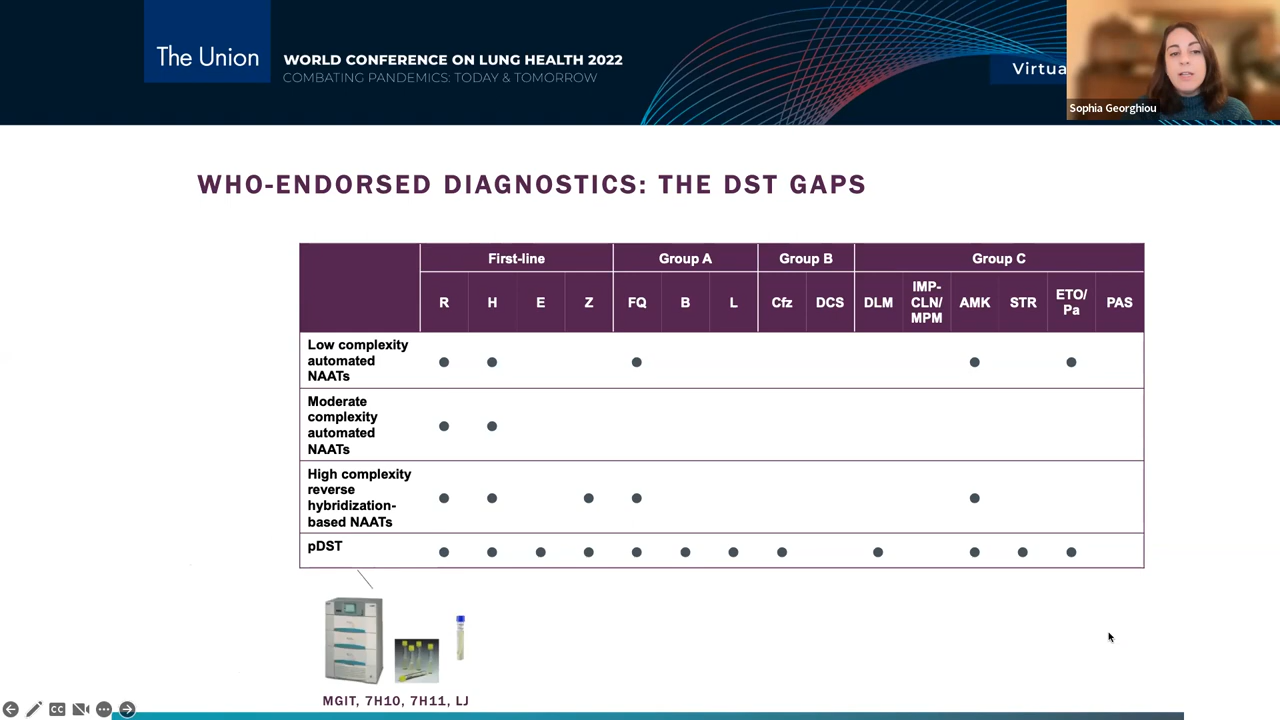 The Union
WORLD CONFERENCE ON LUNG HEALTH 2022
COMBATING PANDEMICS: TODAY & TOMORROW
Virtua
Sophia Georghiou
WHO-ENDORSED DIAGNOSTICS: THE DST GAPS
First-line Group A Group B Group C
R H E Z FQ B L Cfz DCS DLM IMP-CLN/MPM AMK STR ETO/Pa PAS
Low complexity
automated
NAATs
Moderate
complexity
automated
NAATs
High complexity
reverse
hybridization-
based NAATs
pDST
MGIT, 7H10, 7H11, LJ
CC